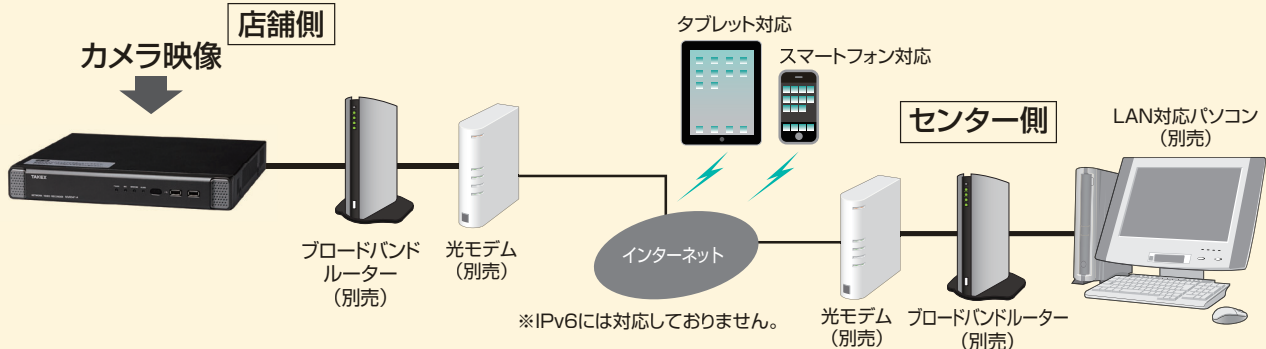 店舗側
カメラ映像
TAKEX
ブロードバンド
ルーター
(別売)
光モデム
(別売)
タブレット対応
スマートフォン対応
インターネット
※IPv6には対応しておりません。
センター側
LAN対応パソコン
(別売)
光モデム
(別売)
ブロードバンドルーター
(別売)